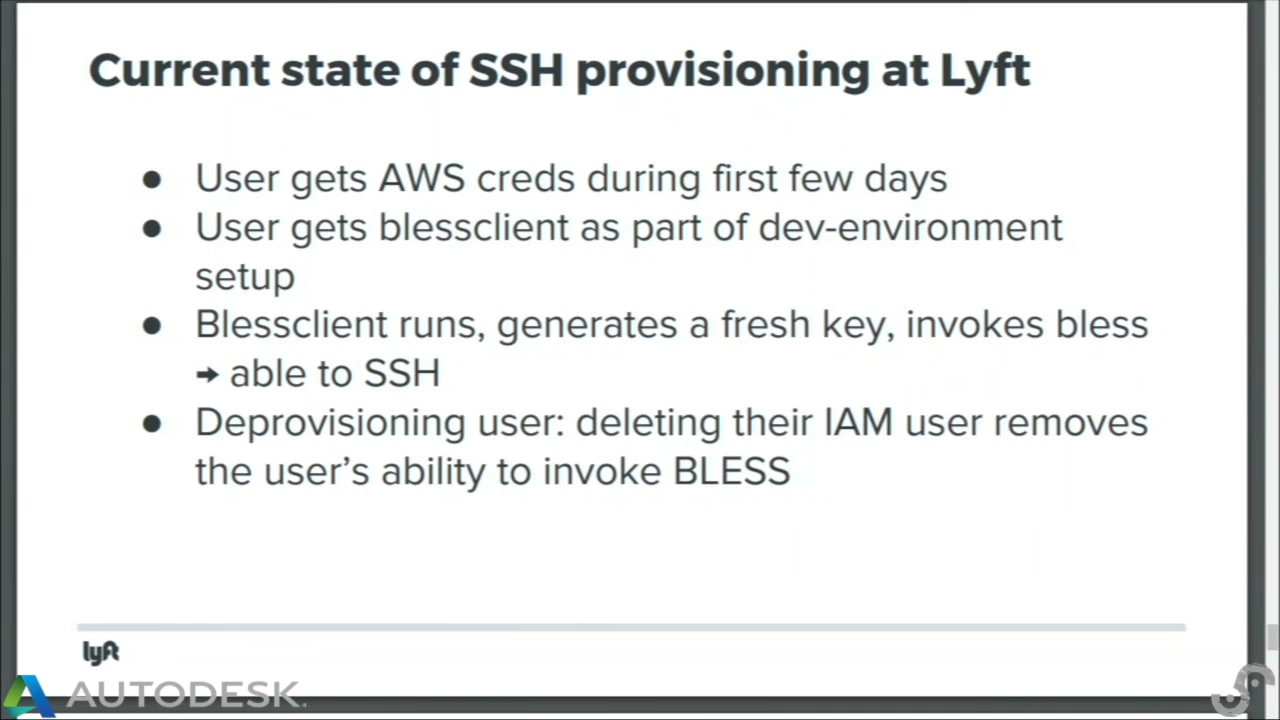 Current state of SSH provisioning at Lyft
● User gets AWS creds during first few days
● User gets blessclient as part of dev-environment
setup
● Blessclient runs, generates a fresh key, invokes bless
➔ able to SSH
● Deprovisioning user: deleting their IAM user removes
the user’s ability to invoke BLESS
lyft
AUTODESK.